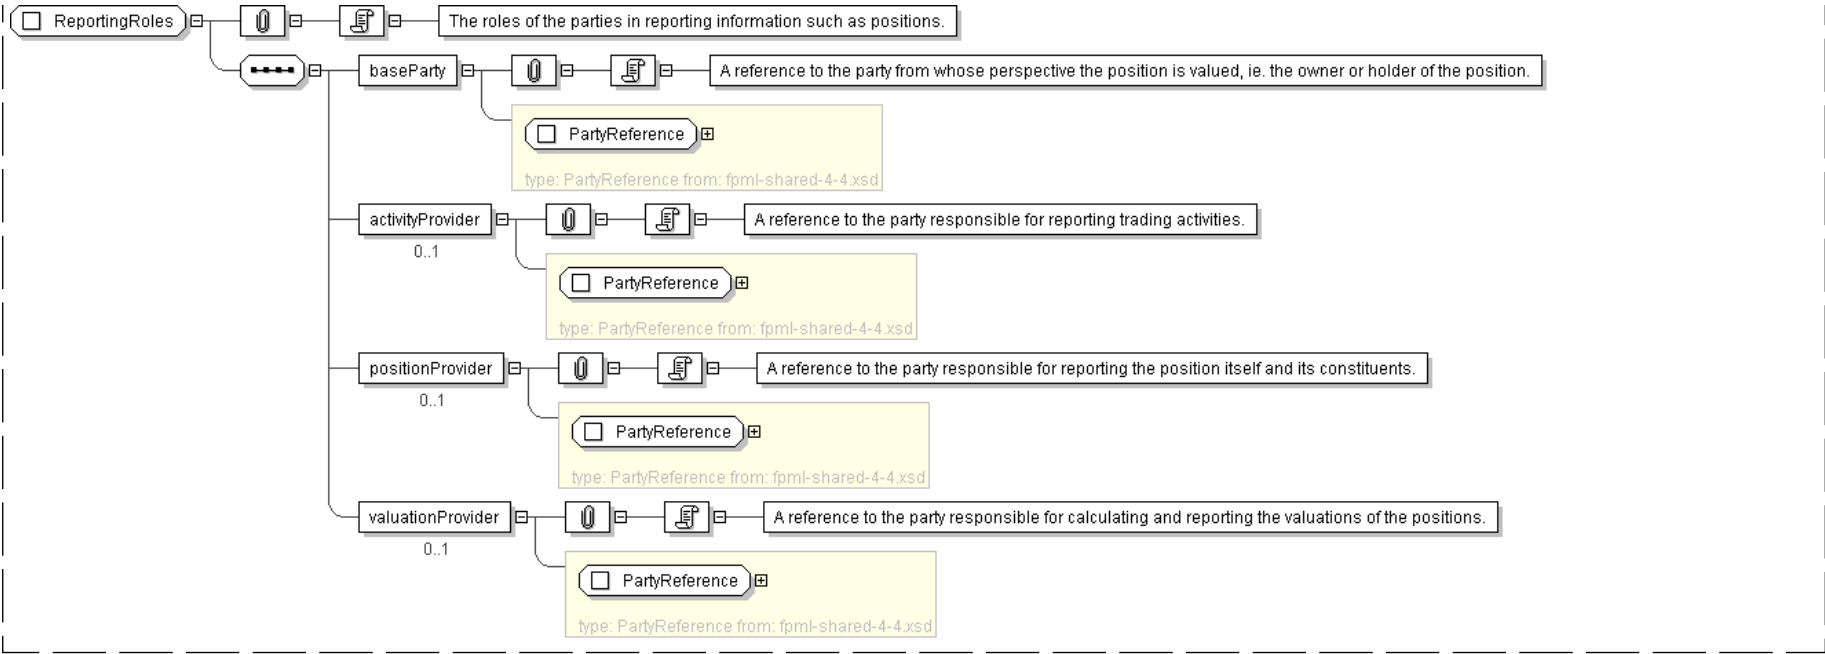 ReportingRoles The roles of the parties in reporting information such as positions.
baseParty A reference to the party from whose perspective the position is valued, ie. the owner or holder of the position.
PartyReference
type: PartyReference from: fpml-shared-4-4.xsd
activityProvider A reference to the party responsible for reporting trading activities.
0..1
PartyReference
type: PartyReference from: fpml-shared-4-4.xsd
positionProvider A reference to the party responsible for reporting the position itself and its constituents.
0..1
PartyReference
type: PartyReference from: fpml-shared-4-4.xsd
valuationProvider A reference to the party responsible for calculating and reporting the valuations of the positions.
0..1
PartyReference
type: PartyReference from: fpml-shared-4-4.xsd